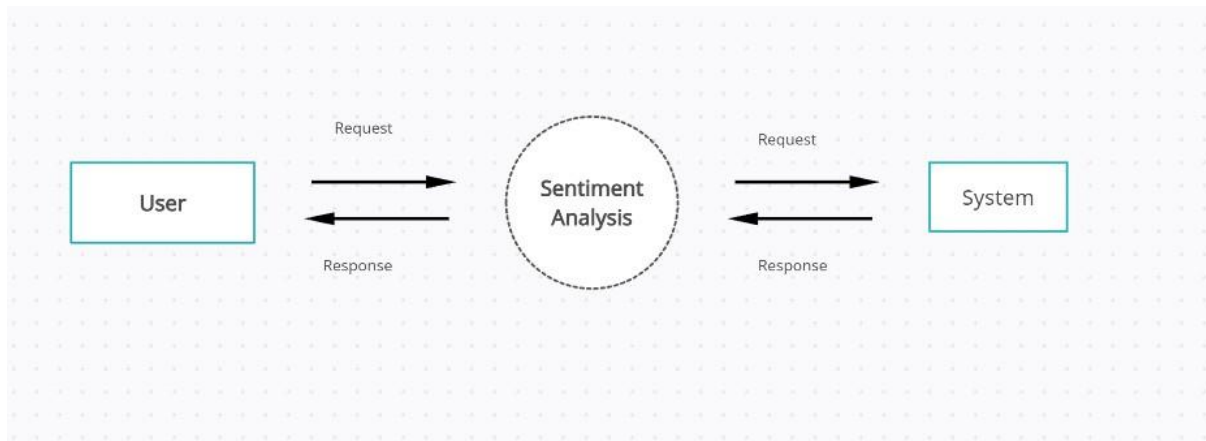 Request
Request
User
Sentiment
Analysis
System
Response
Response